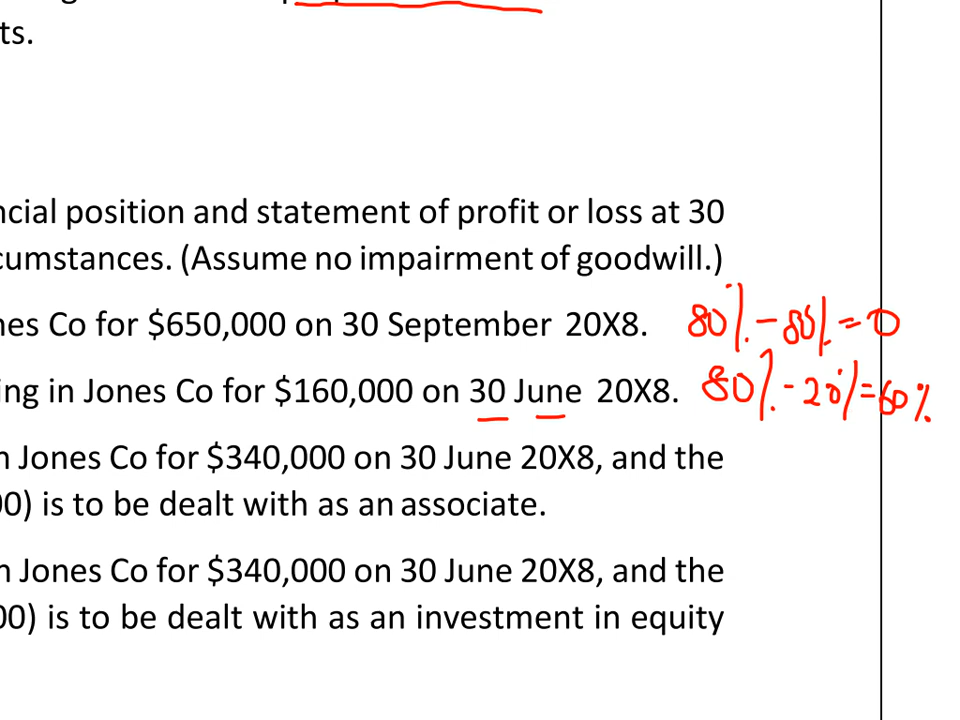 ts.
ncial position and statement of profit or loss at 30
cumstances. (Assume no impairment of goodwill.)
nes Co for $650,000 on 30 September 20X8. 80% - 80% = 0
ing in Jones Co for $160,000 on 30 June 20X8. 80% - 20% = 60%
n Jones Co for $340,000 on 30 June 20X8, and the
00) is to be dealt with as an associate.
n Jones Co for $340,000 on 30 June 20X8, and the
00) is to be dealt with as an investment in equity